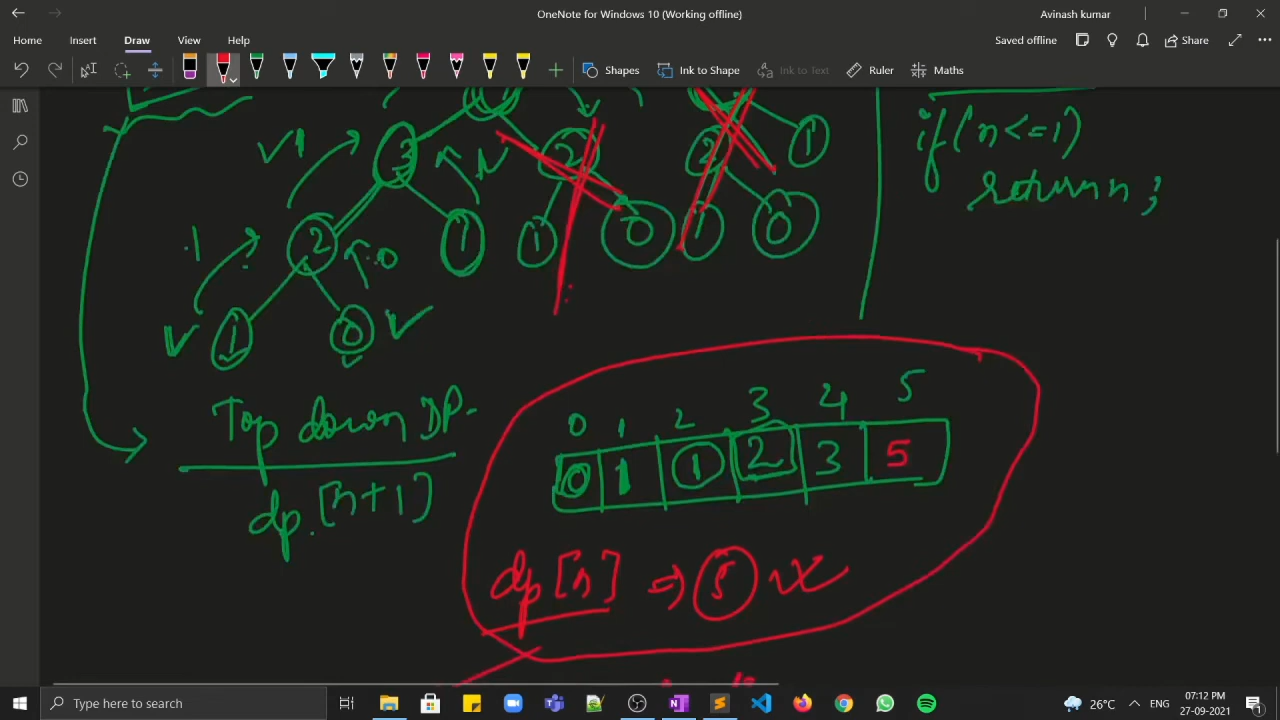 OneNote for Windows 10 (Working offline)
Avinash kumar
Home
Insert
Draw
View
Help
Saved offline
Share
Shapes
Ink to Shape
Ink to Text
Ruler
Maths
if (n<=1)
return n;
3
2
2
1
1
1
0
1
0
2
1
0
1
0
Top down DP
dp[n+1]
0 1 2 3 4 5
0 1 1 2 3 5
dp[n] => 5
Type here to search
26°C
ENG
07:12 PM
27-09-2021